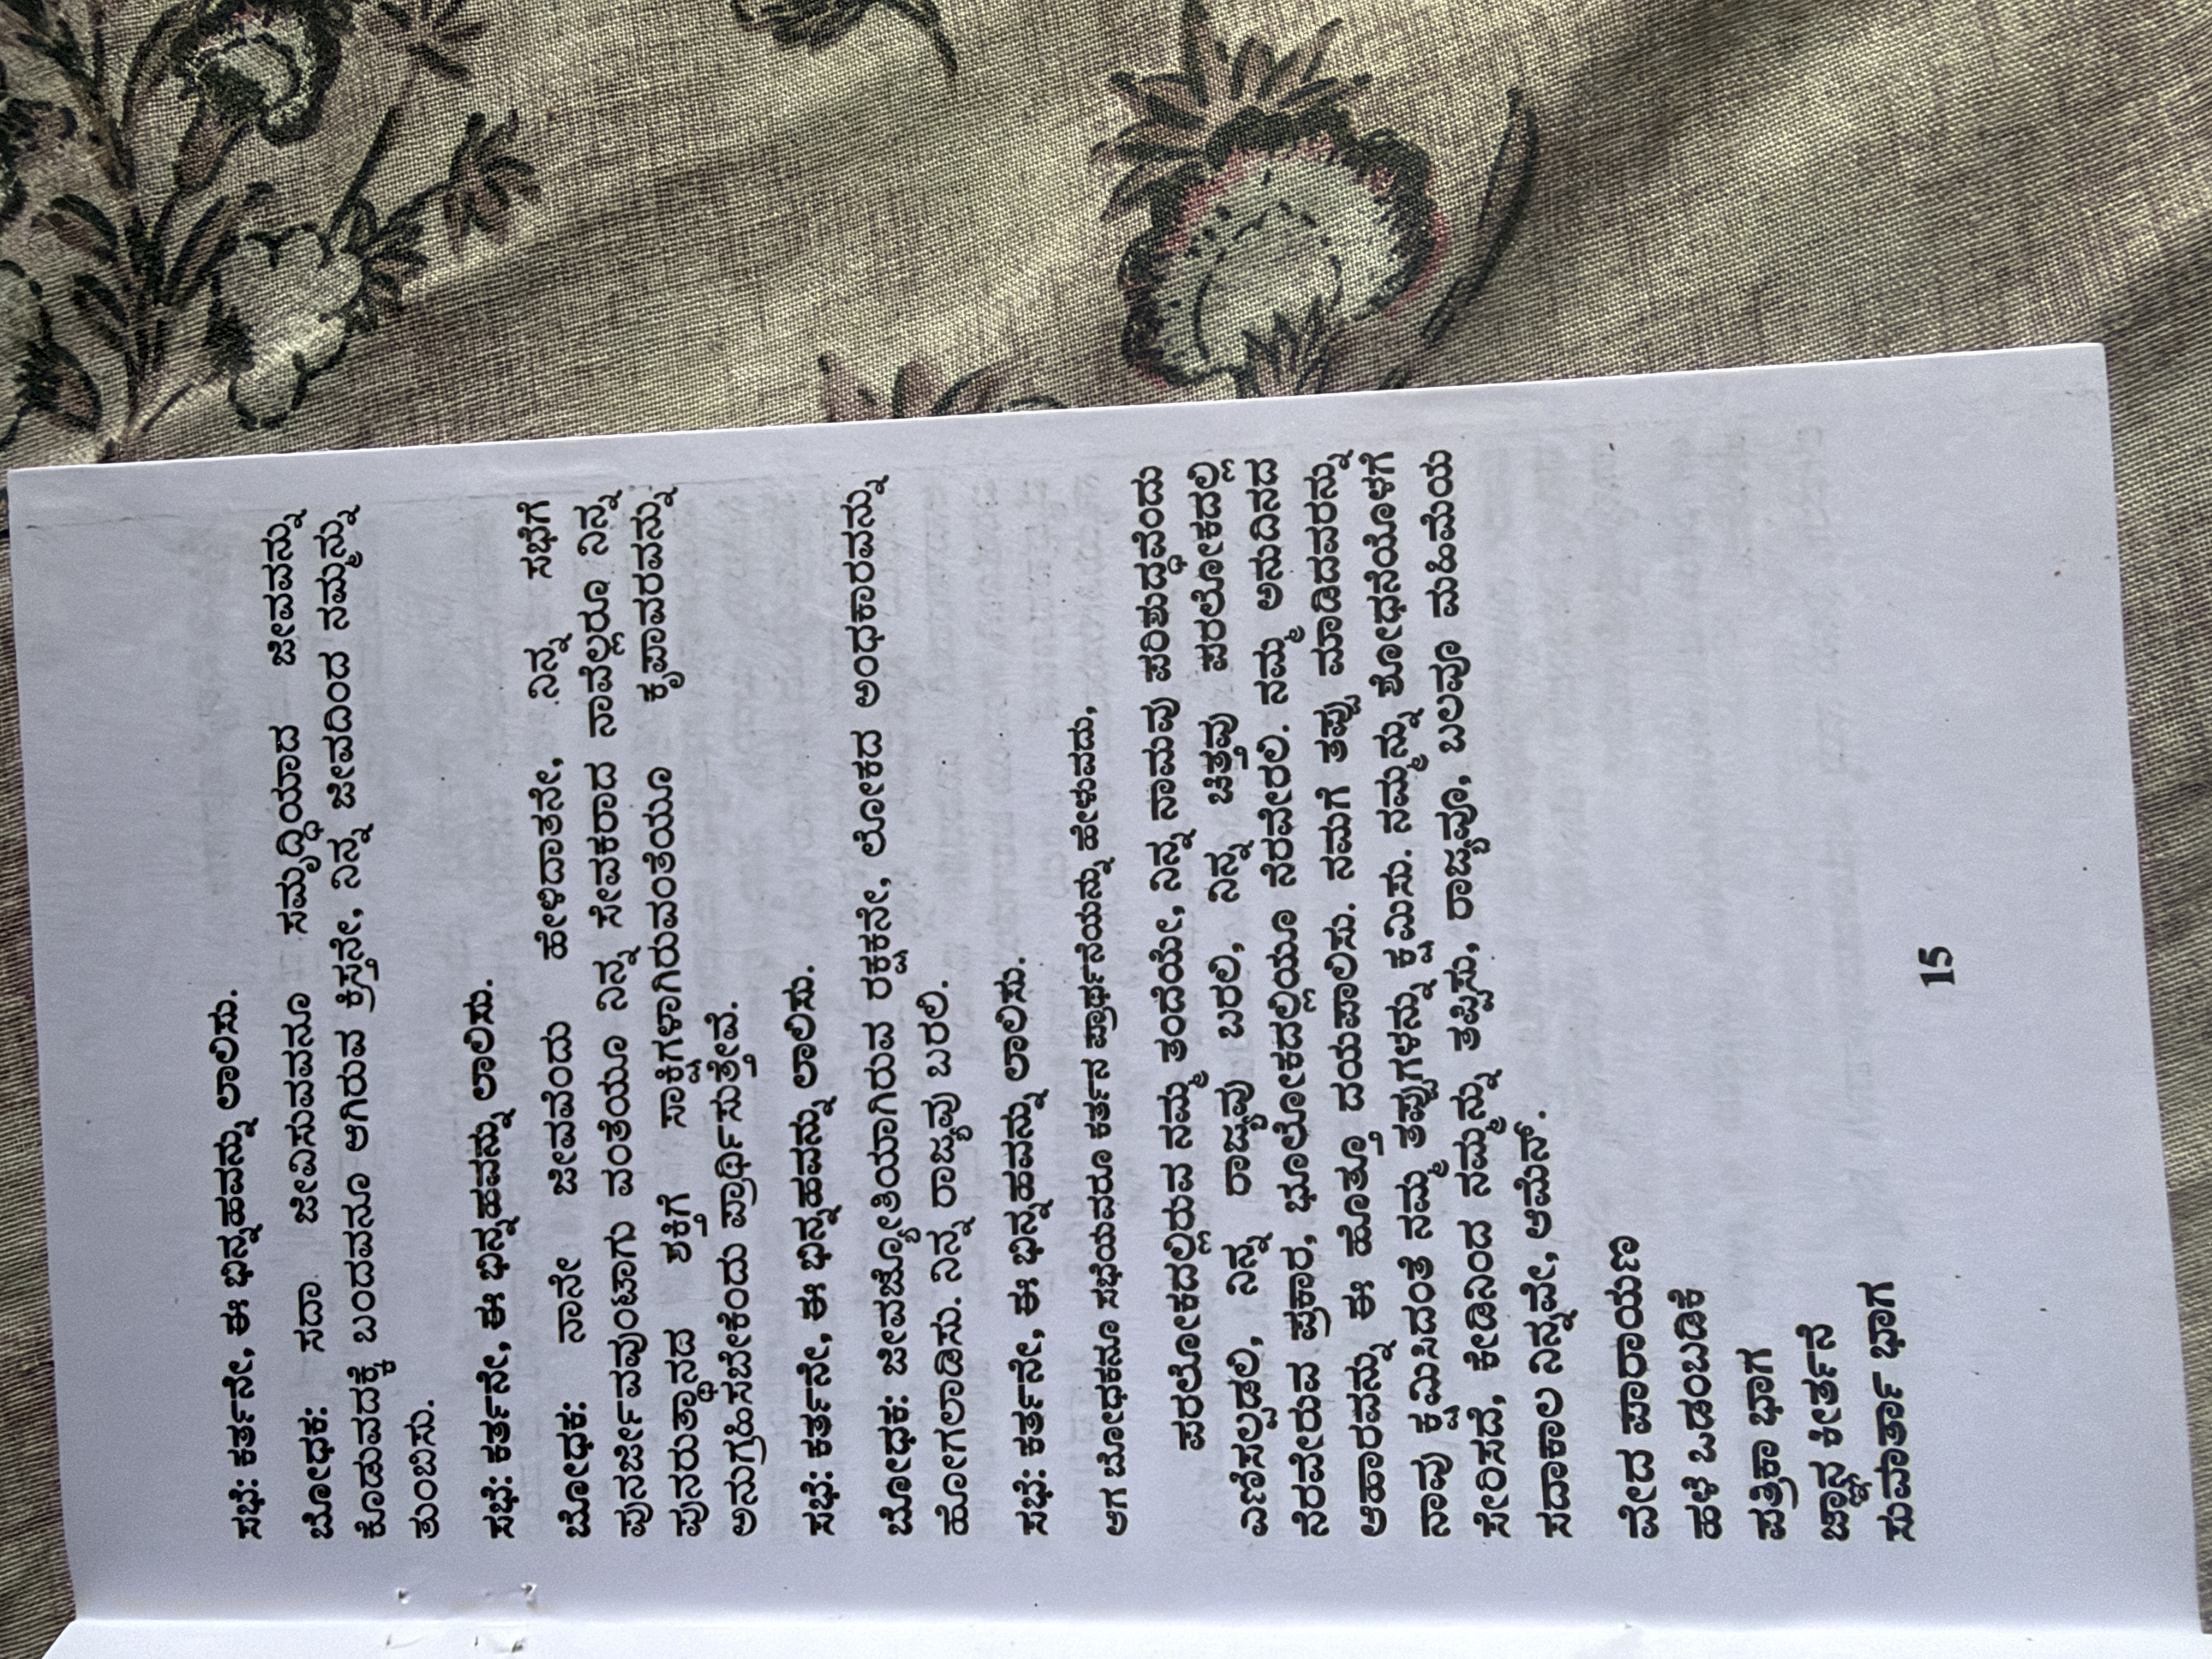 ಸಭೆ: ಕರ್ತನೇ, ಈ ಭಿನ್ನಹವನ್ನು ಲಾಲಿಸು.
ಬೋಧಕ: ಸದಾ ಜೀವಿಸುವವನೂ ಸಮೃದ್ಧಿಯಾದ ಜೀವವನ್ನು
ಕೊಡುವದಕ್ಕೆ ಬಂದವನೂ ಆಗಿರುವ ಕ್ರಿಸ್ತನೇ, ನಿನ್ನ ಜೀವದಿಂದ ನಮ್ಮನ್ನು
ತುಂಬಿಸು.
ಸಭೆ: ಕರ್ತನೇ, ಈ ಭಿನ್ನಹವನ್ನು ಲಾಲಿಸು.
ಬೋಧಕ: ನಾನೇ ಜೀವವೆಂದು ಹೇಳಿದಾತನೇ, ನಿನ್ನ ಸಭೆಗೆ
ಪುನರ್ಜೀವವುಂಟಾಗು ವಂತೆಯೂ ನಿನ್ನ ಸೇವಕರಾದ ನಾವೆಲ್ಲರೂ ನಿನ್ನ
ಪುನರುತ್ಥಾನದ ಶಕ್ತಿಗೆ ಸಾಕ್ಷಿಗಳಾಗಿರುವಂತೆಯೂ ಕೃಪಾವರವನ್ನು
ಅನುಗ್ರಹಿಸಬೇಕೆಂದು ಪ್ರಾರ್ಥಿಸುತ್ತೇವೆ.
ಸಭೆ: ಕರ್ತನೇ, ಈ ಭಿನ್ನಹವನ್ನು ಲಾಲಿಸು.
ಬೋಧಕ: ಜೀವಜ್ಯೋತಿಯಾಗಿರುವ ರಕ್ಷಕನೇ, ಲೋಕದ ಅಂಧಕಾರವನ್ನು
ಹೋಗಲಾಡಿಸು. ನಿನ್ನ ರಾಜ್ಯವು ಬರಲಿ.
ಸಭೆ: ಕರ್ತನೇ, ಈ ಭಿನ್ನಹವನ್ನು ಲಾಲಿಸು.
ಆಗ ಬೋಧಕನೂ ಸಭೆಯವರೂ ಕರ್ತನ ಪ್ರಾರ್ಥನೆಯನ್ನು ಹೇಳುವದು,
ಪರಲೋಕದಲ್ಲಿರುವ ನಮ್ಮ ತಂದೆಯೇ, ನಿನ್ನ ನಾಮವು ಪರಿಶುದ್ಧವೆಂದು
ಎಣಿಸಲ್ಪಡಲಿ, ನಿನ್ನ ರಾಜ್ಯವು ಬರಲಿ, ನಿನ್ನ ಚಿತ್ತವು ಪರಲೋಕದಲ್ಲಿ
ನೆರವೇರುವ ಪ್ರಕಾರ, ಭೂಲೋಕದಲ್ಲಿಯೂ ನೆರವೇರಲಿ. ನಮ್ಮ ಅನುದಿನದ
ಆಹಾರವನ್ನು ಈ ಹೊತ್ತೂ ದಯಪಾಲಿಸು. ನಮಗೆ ತಪ್ಪು ಮಾಡಿದವರನ್ನು
ನಾವು ಕ್ಷಮಿಸಿದಂತೆ ನಮ್ಮ ತಪ್ಪುಗಳನ್ನು ಕ್ಷಮಿಸು. ನಮ್ಮನ್ನು ಶೋಧನೆಯೊಳಗೆ
ಸೇರಿಸದೆ, ಕೇಡಿನಿಂದ ನಮ್ಮನ್ನು ತಪ್ಪಿಸು, ರಾಜ್ಯವೂ, ಬಲವೂ ಮಹಿಮೆಯ
ಸದಾಕಾಲ ನಿನ್ನವೇ, ಆಮೆನ್.
ವೇದ ಪಾರಾಯಣ
ಹಳೆ ಒಡಂಬಡಿಕೆ
ಪತ್ರಿಕಾ ಭಾಗ
ಜ್ಞಾನ ಕೀರ್ತನೆ
ಸುವಾರ್ತಾ ಭಾಗ
15